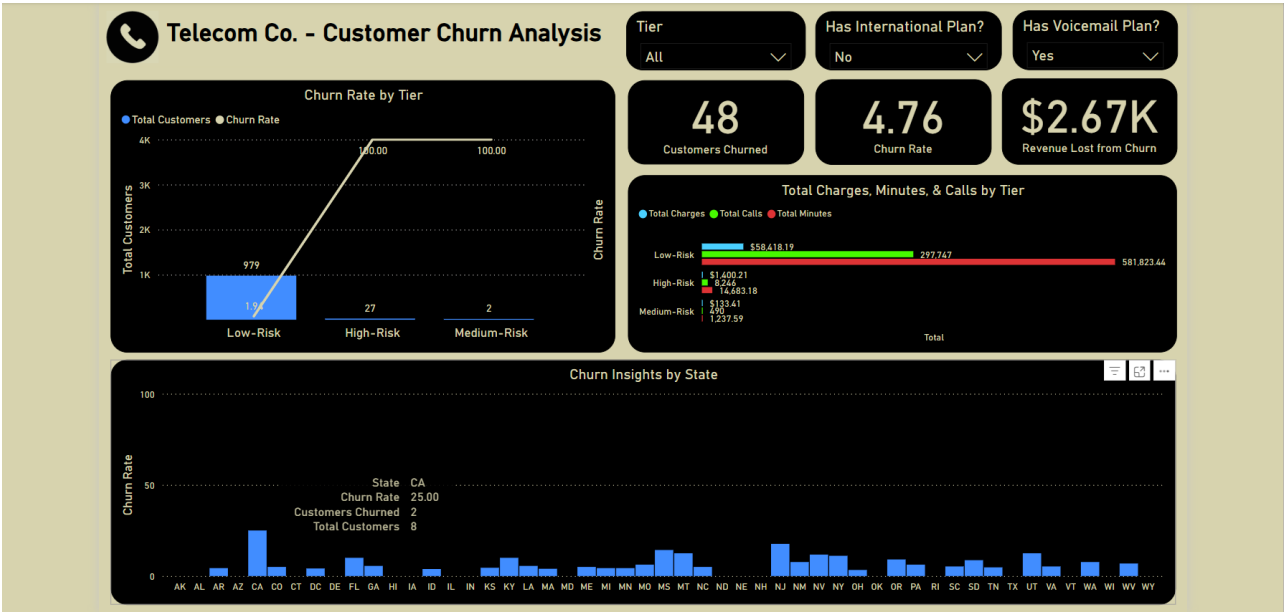 Telecom Co. - Customer Churn Analysis
Tier
All
Has International Plan?
No
Has Voicemail Plan?
Yes
48
Customers Churned
4.76
Churn Rate
$2.67K
Revenue Lost from Churn
Churn Rate by Tier
Total Customers Churn Rate
Total Customers
4K
3K
2K
1K
100.00 100.00
979
1.94
27
2
Low-Risk High-Risk Medium-Risk
Churn Rate
Total Charges, Minutes, & Calls by Tier
Total Charges Total Calls Total Minutes
Low-Risk
$58,418.19
297,747
581,823.44
High-Risk
$1,400.21
8,246
14,683.18
Medium-Risk
$133.41
490
1,237.59
Total
Churn Insights by State
Churn Rate
100
50
0
State CA
Churn Rate 25.00
Customers Churned 2
Total Customers 8
AK AL AR AZ CA CO CT DC DE FL GA HI IA ID IL IN KS KY LA MA MD ME MI MN MO MS MT NC ND NE NH NJ NM NV NY OH OK OR PA RI SC SD TN TX UT VA VT WA WI WV WY